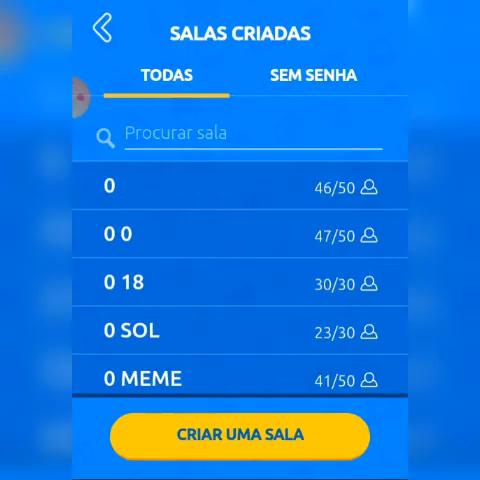 SALAS CRIADAS
TODAS SEM SENHA
Procurar sala
0 46/50
0 0 47/50
0 18 30/30
0 SOL 23/30
0 MEME 41/50
CRIAR UMA SALA